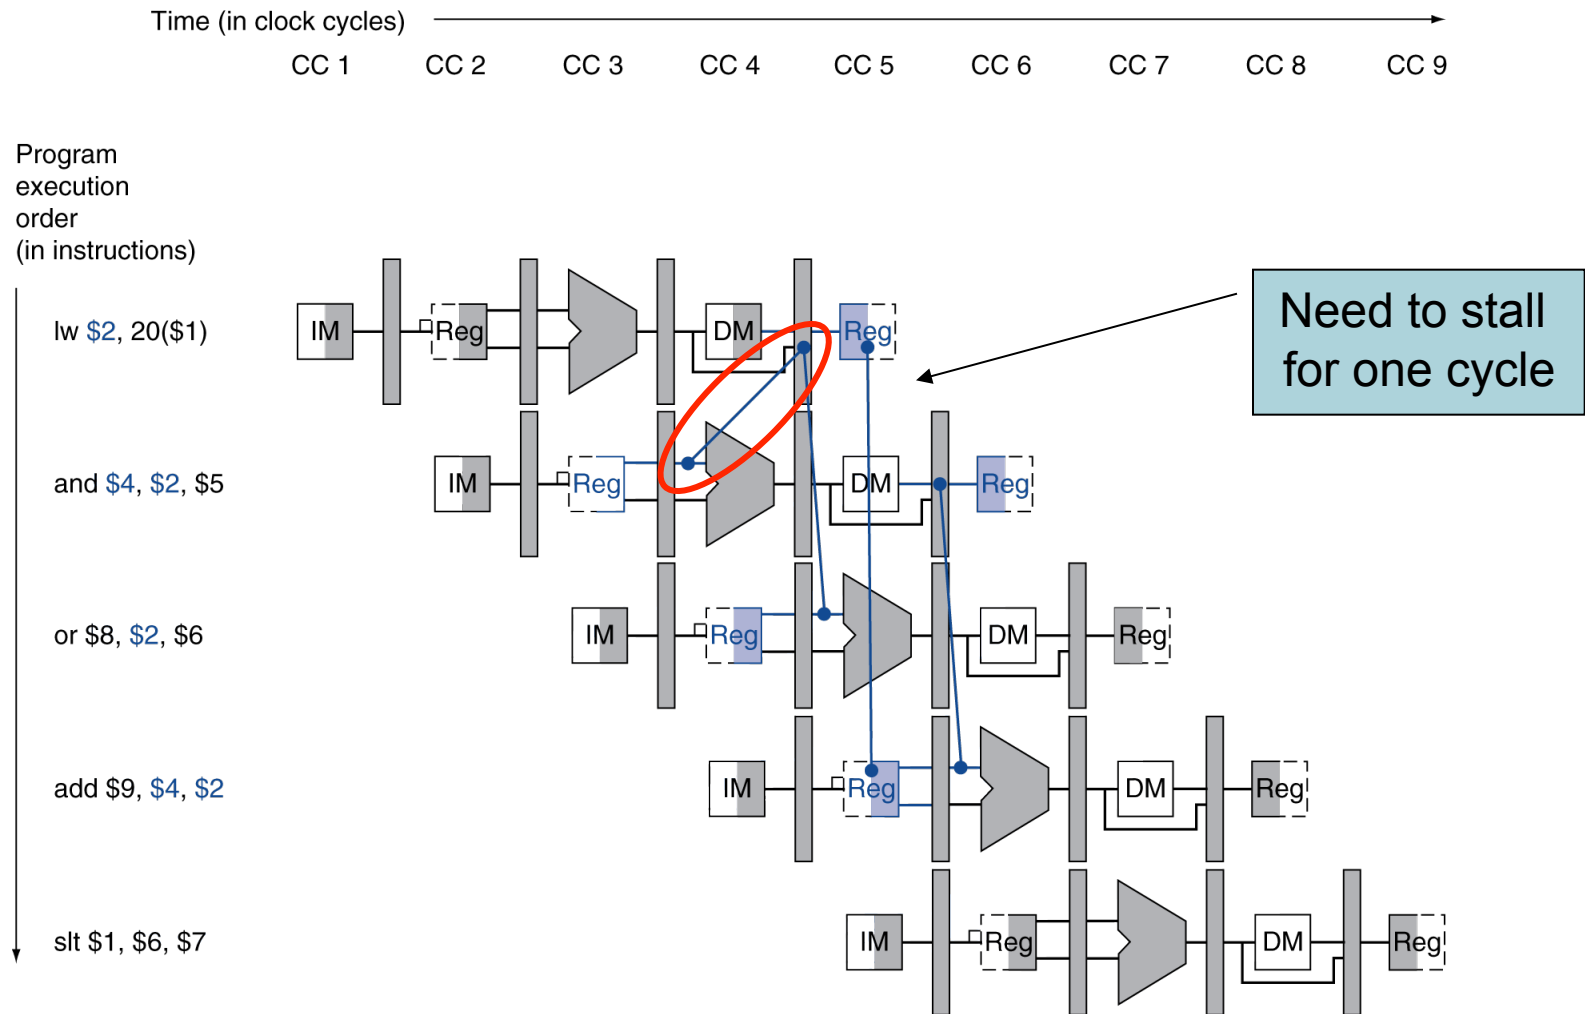 Time (in clock cycles)
CC 1 CC 2 CC 3 CC 4 CC 5 CC 6 CC 7 CC 8 CC 9
Program
execution
order
(in instructions)
lw $2, 20($1) IM Reg DM Reg
Need to stall
for one cycle
and $4, $2, $5 IM Reg DM Reg
or $8, $2, $6 IM Reg DM Reg
add $9, $4, $2 IM Reg DM Reg
slt $1, $6, $7 IM Reg DM Reg